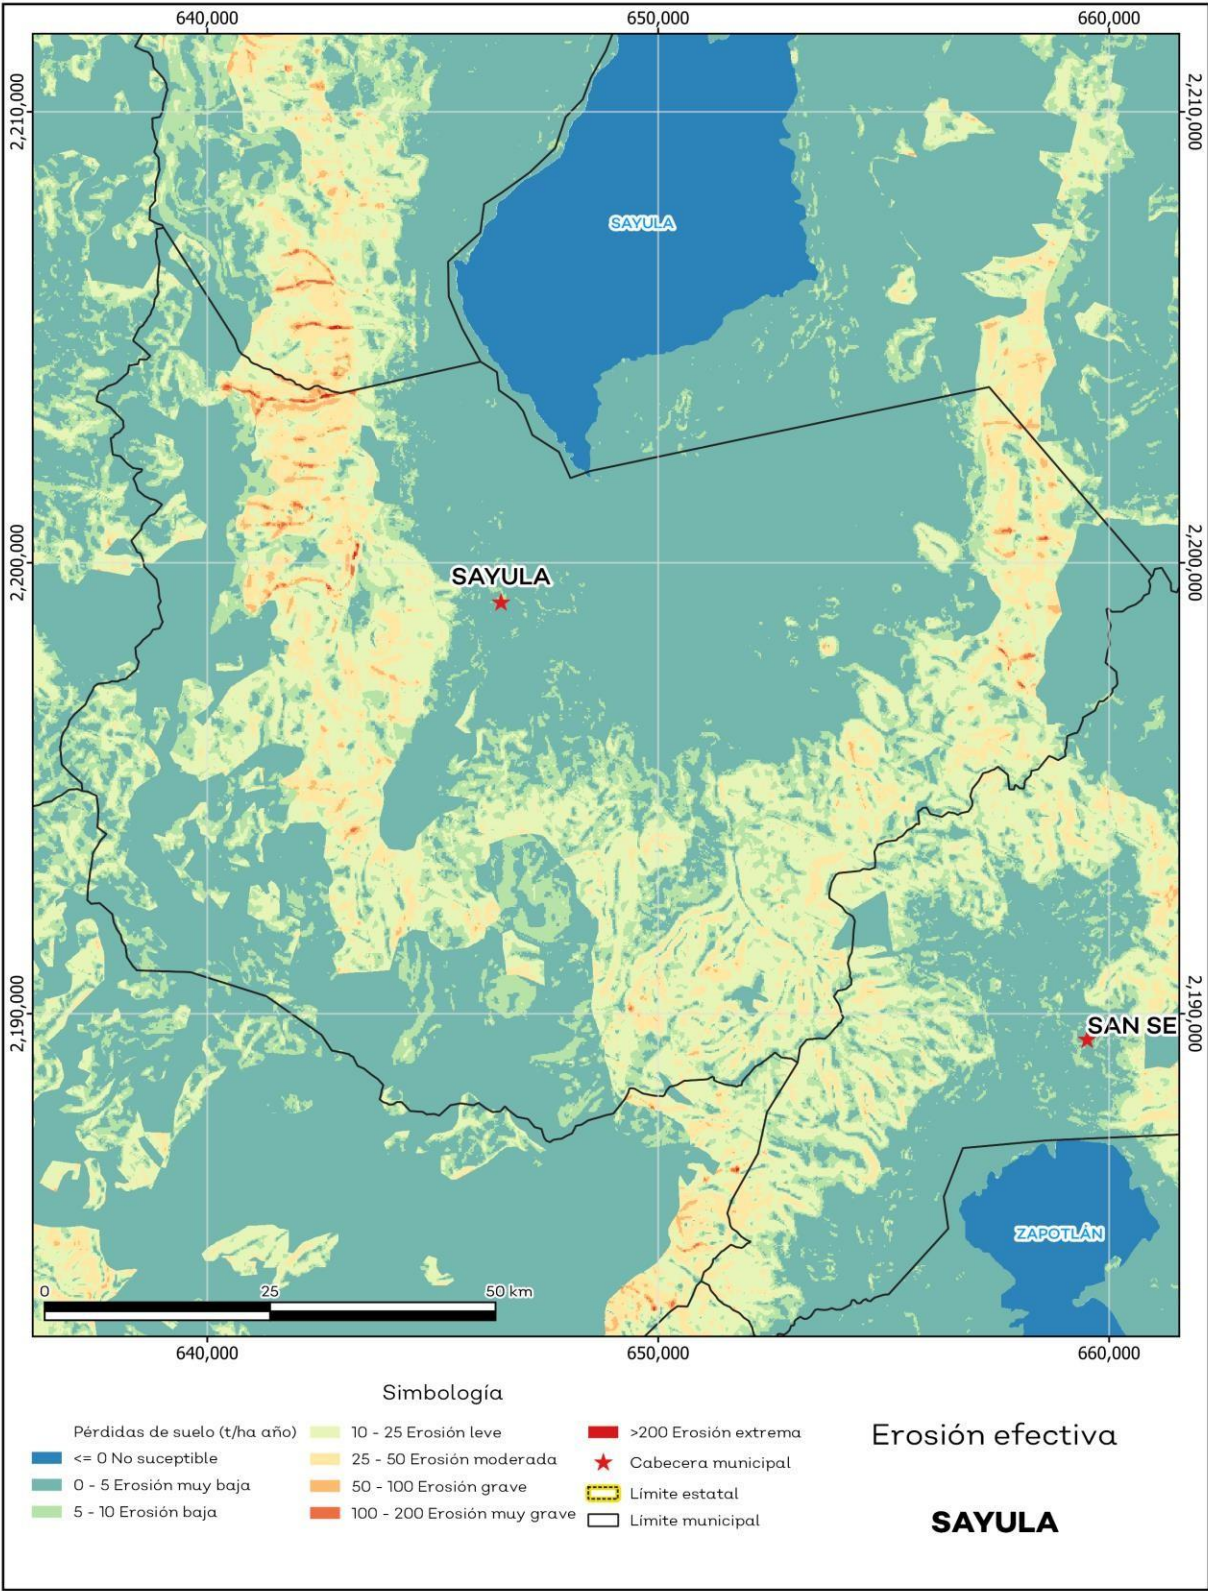 640,000 650,000 660,000
2,210,000 2,210,000
SAYULA
2,200,000 2,200,000
SAYULA
2,190,000 2,190,000
SAN SE
ZAPOTLÁN
0 25 50 km
640,000 650,000 660,000
Simbología
Pérdidas de suelo (t/ha año)
<= 0 No suceptible
0 - 5 Erosión muy baja
5 - 10 Erosión baja
10 - 25 Erosión leve
25 - 50 Erosión moderada
50 - 100 Erosión grave
100 - 200 Erosión muy grave
>200 Erosión extrema
Cabecera municipal
Límite estatal
Límite municipal
Erosión efectiva
SAYULA